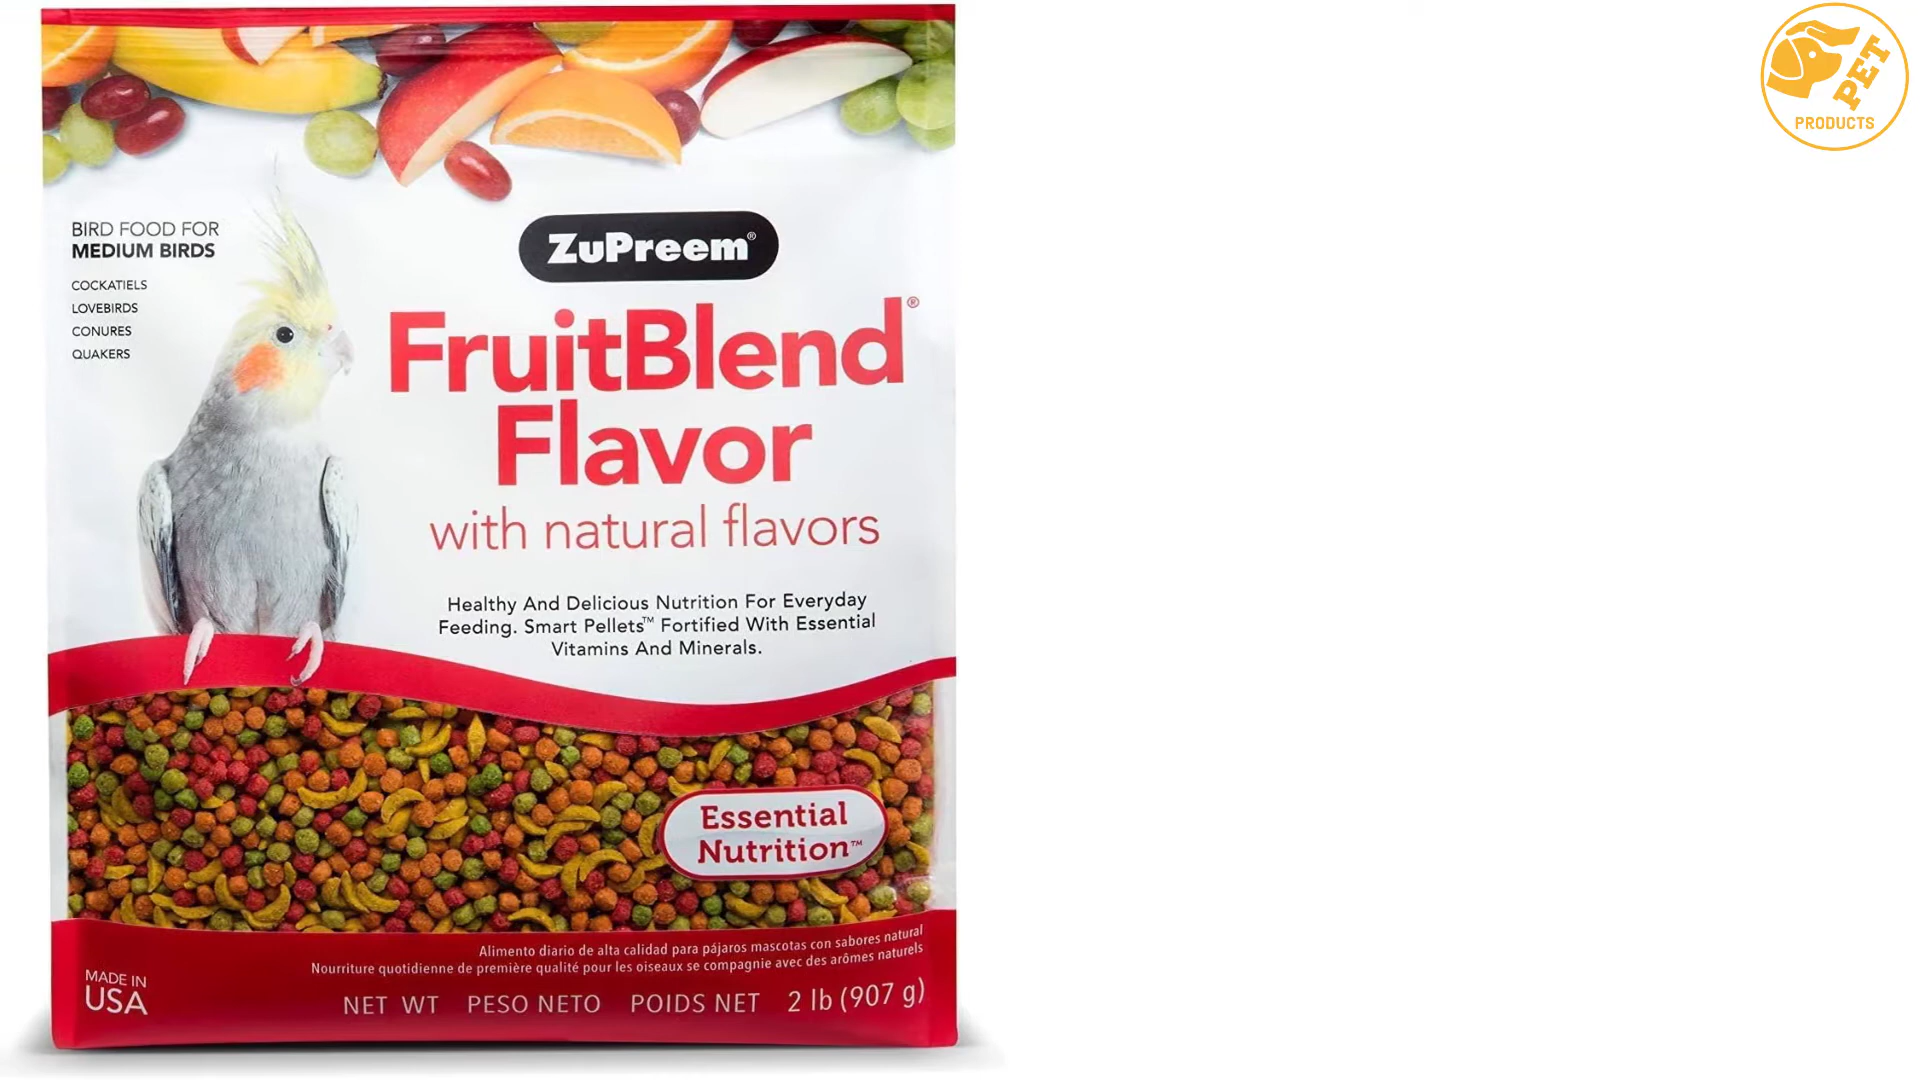 PET
PRODUCTS
BIRD FOOD FOR
MEDIUM BIRDS
COCKATIELS
LOVEBIRDS
CONURES
QUAKERS
ZuPreem®
FruitBlend®
Flavor
with natural flavors
Healthy And Delicious Nutrition For Everyday
Feeding. Smart Pellets™ Fortified With Essential
Vitamins And Minerals.
Essential
Nutrition™
Alimento diario de alta calidad para pájaros mascotas con sabores natural
Nourriture quotidienne de première qualité pour les oiseaux se compagnie avec des arômes naturels
MADE IN
USA
NET WT PESO NETO POIDS NET 2 lb (907 g)